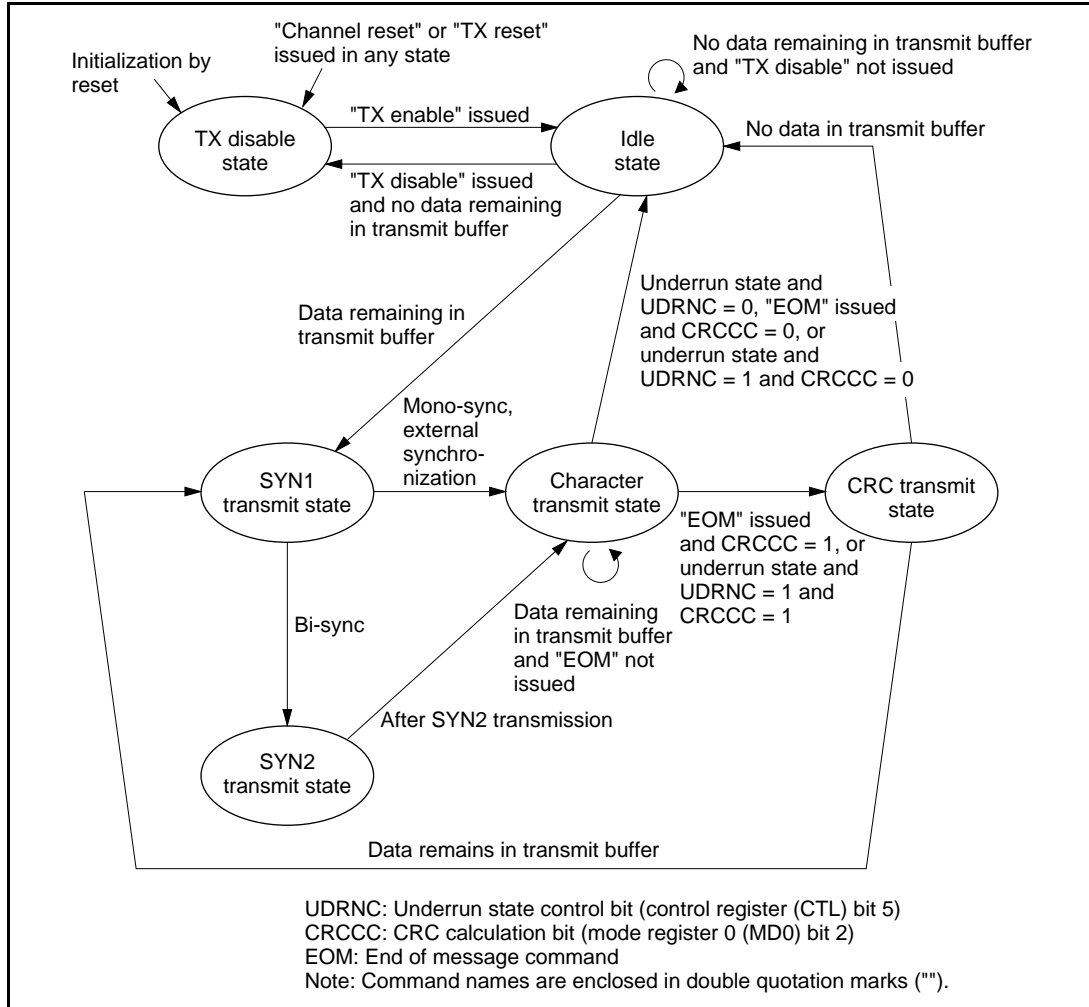 "Channel reset" or "TX reset"
issued in any state
Initialization by
reset
No data remaining in transmit buffer
and "TX disable" not issued
TX disable
state
"TX enable" issued
Idle
state
No data in transmit buffer
"TX disable" issued
and no data remaining
in transmit buffer
Data remaining in
transmit buffer
Underrun state and
UDRNC = 0, "EOM" issued
and CRCCC = 0, or
underrun state and
UDRNC = 1 and CRCCC = 0
Mono-sync,
external
synchro-
nization
SYN1
transmit state
Character
transmit state
CRC transmit
state
"EOM" issued
and CRCCC = 1, or
underrun state and
UDRNC = 1 and
CRCCC = 1
Data remaining
in transmit buffer
and "EOM" not
issued
Bi-sync
After SYN2 transmission
SYN2
transmit state
Data remains in transmit buffer
UDRNC: Underrun state control bit (control register (CTL) bit 5)
CRCCC: CRC calculation bit (mode register 0 (MD0) bit 2)
EOM: End of message command
Note: Command names are enclosed in double quotation marks ("").